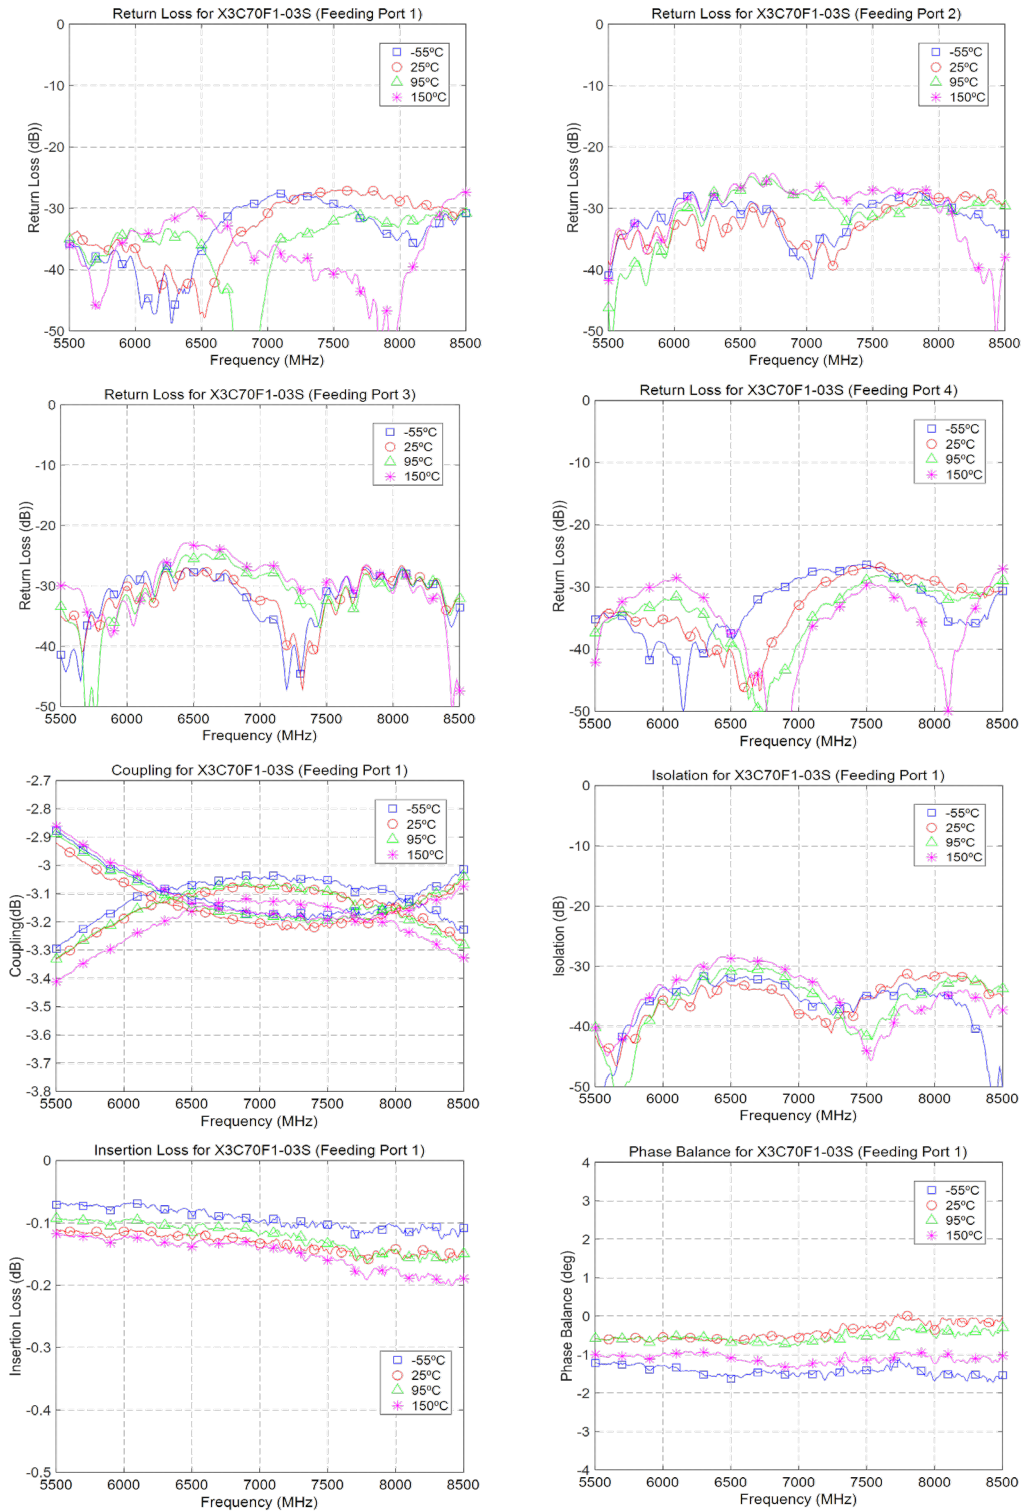 Return Loss for X3C70F1-03S (Feeding Port 1)
Return Loss (dB))
0
-10
-20
-30
-40
-50
-55ºC
25ºC
95ºC
150ºC
5500 6000 6500 7000 7500 8000 8500
Frequency (MHz)
Return Loss for X3C70F1-03S (Feeding Port 2)
Return Loss (dB))
0
-10
-20
-30
-40
-50
-55ºC
25ºC
95ºC
150ºC
5500 6000 6500 7000 7500 8000 8500
Frequency (MHz)
Return Loss for X3C70F1-03S (Feeding Port 3)
Return Loss (dB))
0
-10
-20
-30
-40
-50
-55ºC
25ºC
95ºC
150ºC
5500 6000 6500 7000 7500 8000 8500
Frequency (MHz)
Return Loss for X3C70F1-03S (Feeding Port 4)
Return Loss (dB))
0
-10
-20
-30
-40
-50
-55ºC
25ºC
95ºC
150ºC
5500 6000 6500 7000 7500 8000 8500
Frequency (MHz)
Coupling for X3C70F1-03S (Feeding Port 1)
Coupling(dB)
-2.7
-2.8
-2.9
-3
-3.1
-3.2
-3.3
-3.4
-3.5
-3.6
-3.7
-3.8
-55ºC
25ºC
95ºC
150ºC
5500 6000 6500 7000 7500 8000 8500
Frequency (MHz)
Isolation for X3C70F1-03S (Feeding Port 1)
Isolation (dB)
0
-10
-20
-30
-40
-50
-55ºC
25ºC
95ºC
150ºC
5500 6000 6500 7000 7500 8000 8500
Frequency (MHz)
Insertion Loss for X3C70F1-03S (Feeding Port 1)
Insertion Loss (dB)
0
-0.1
-0.2
-0.3
-0.4
-0.5
-55ºC
25ºC
95ºC
150ºC
5500 6000 6500 7000 7500 8000 8500
Frequency (MHz)
Phase Balance for X3C70F1-03S (Feeding Port 1)
Phase Balance (deg)
4
3
2
1
0
-1
-2
-3
-4
-55ºC
25ºC
95ºC
150ºC
5500 6000 6500 7000 7500 8000 8500
Frequency (MHz)